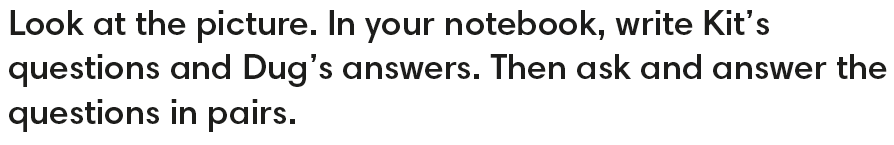 Look at the picture. In your notebook, write Kit’s
questions and Dug’s answers. Then ask and answer the
questions in pairs.